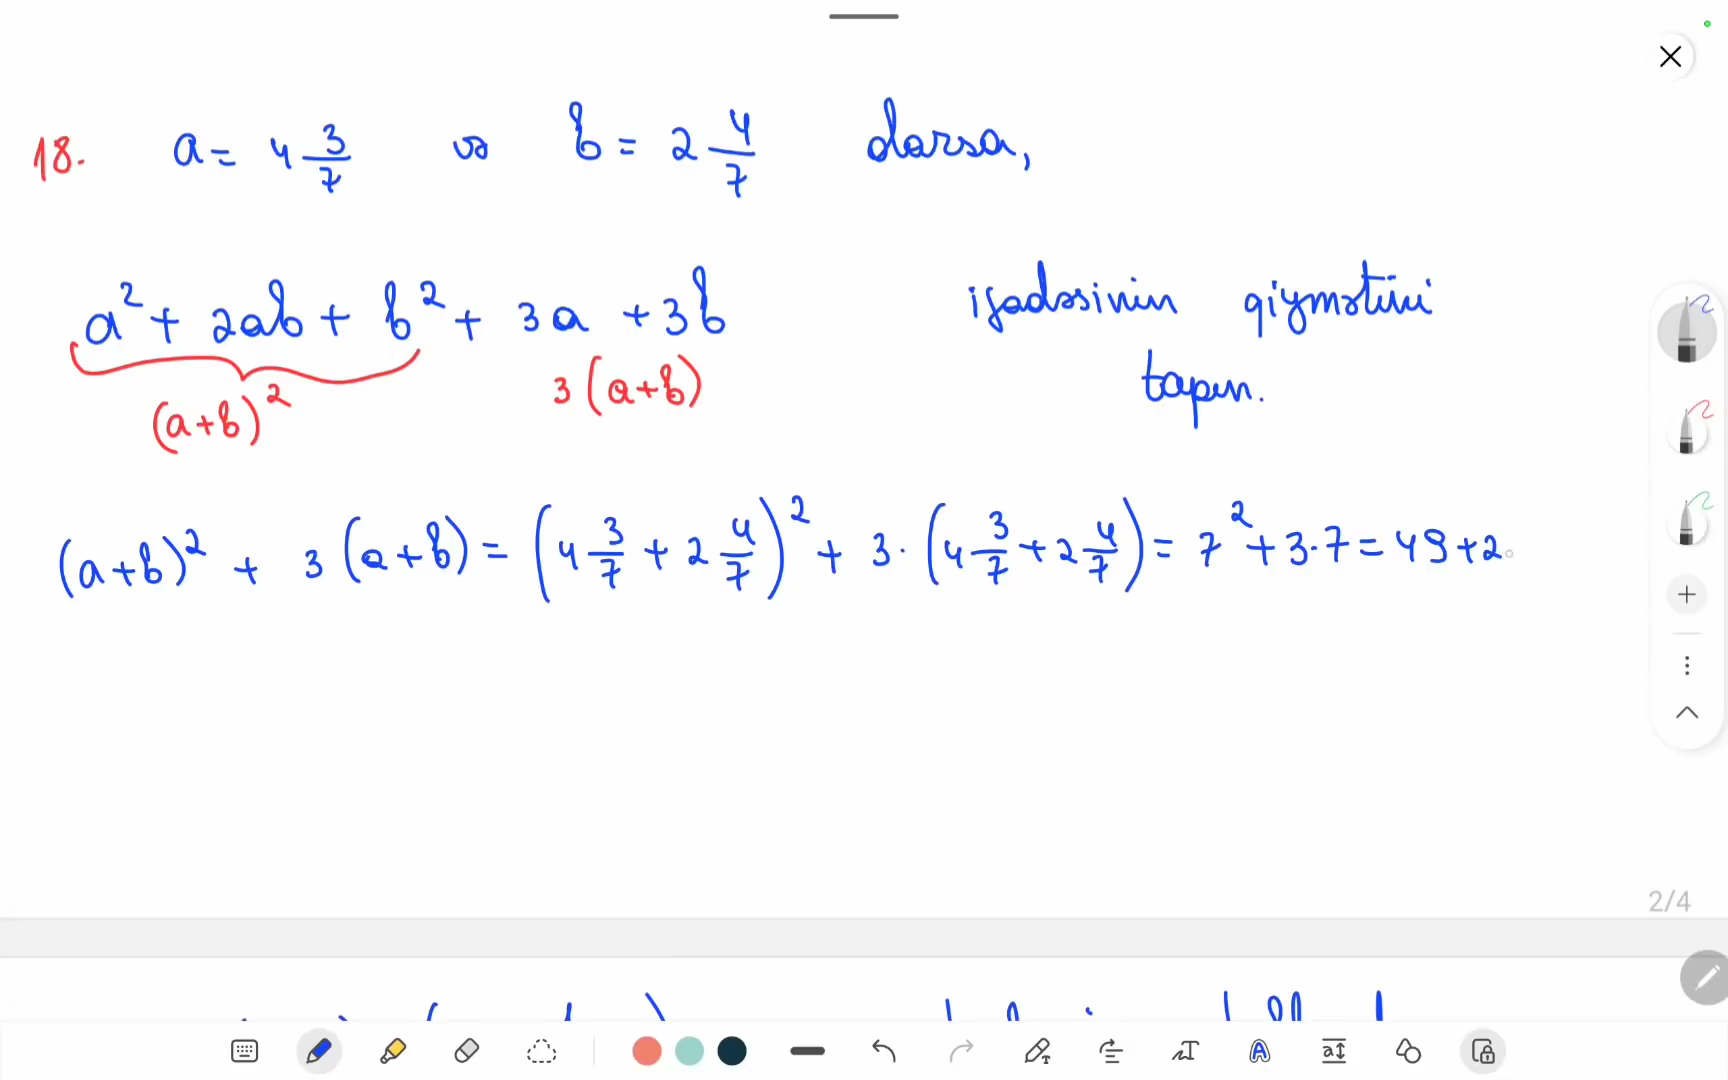 18. a = 4 3/7 və b = 2 4/7 olarsa,
a² + 2ab + b² + 3a + 3b ifadəsinin qiymətini
(a+b)² 3(a+b) tapın.
(a+b)² + 3(a+b) = (4 3/7 + 2 4/7)² + 3·(4 3/7 + 2 4/7) = 7² + 3·7 = 49+2
2/4